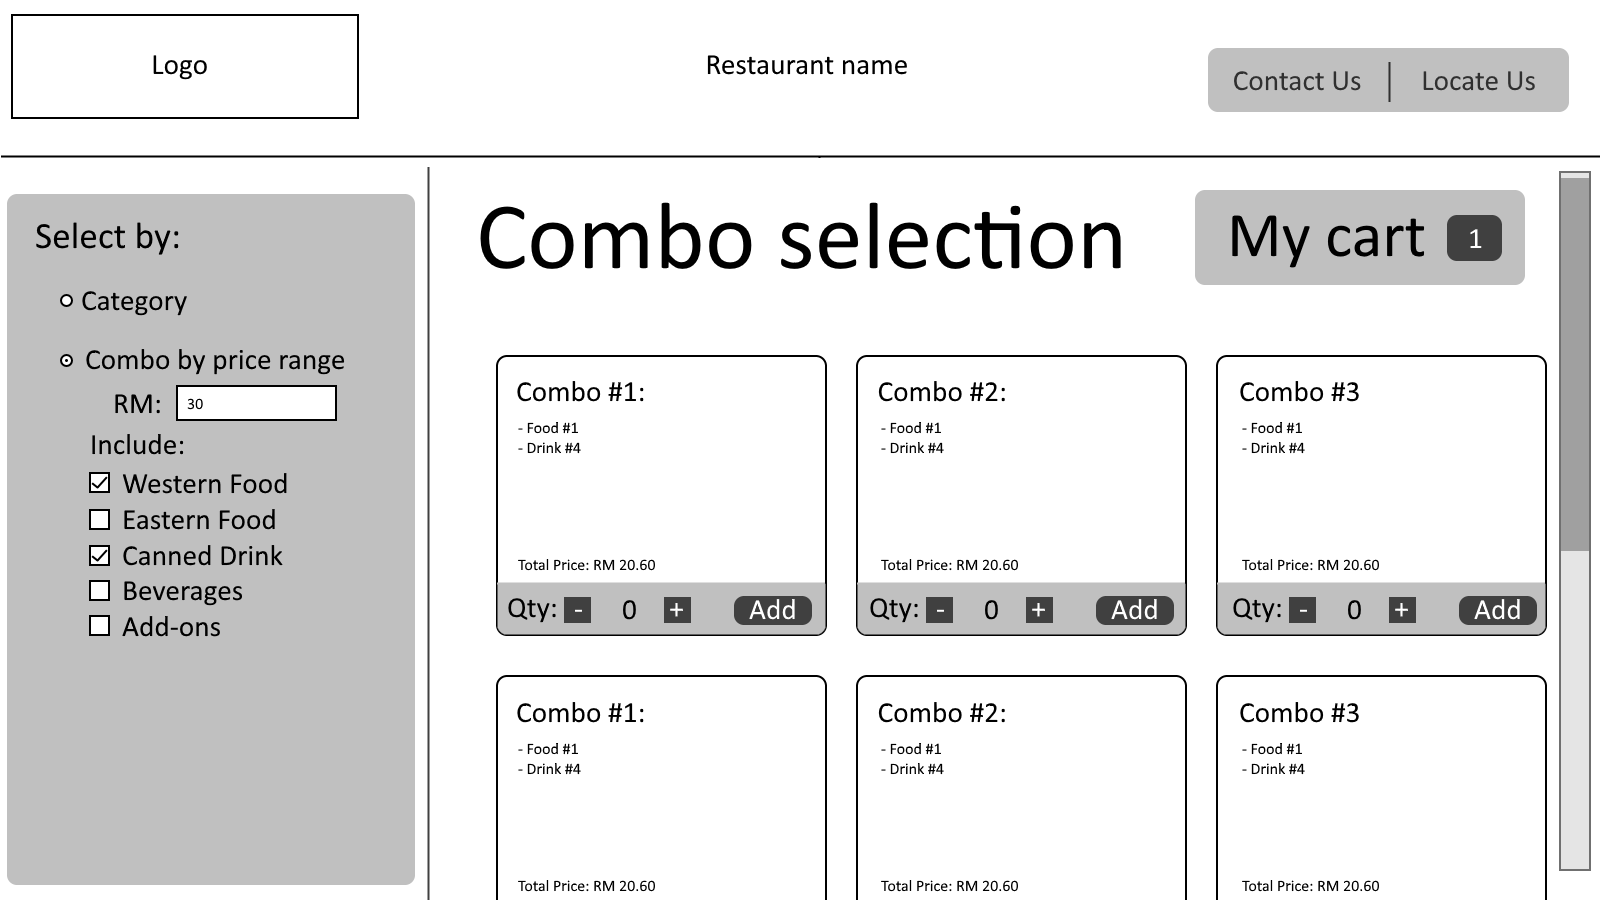 Logo
Restaurant name
Contact Us | Locate Us
Select by:
Category
Combo by price range
RM: 30
Include:
Western Food
Eastern Food
Canned Drink
Beverages
Add-ons
Combo selection
My cart 1
Combo #1:
- Food #1
- Drink #4
Total Price: RM 20.60
Qty: - 0 + Add
Combo #2:
- Food #1
- Drink #4
Total Price: RM 20.60
Qty: - 0 + Add
Combo #3
- Food #1
- Drink #4
Total Price: RM 20.60
Qty: - 0 + Add
Combo #1:
- Food #1
- Drink #4
Total Price: RM 20.60
Combo #2:
- Food #1
- Drink #4
Total Price: RM 20.60
Combo #3
- Food #1
- Drink #4
Total Price: RM 20.60